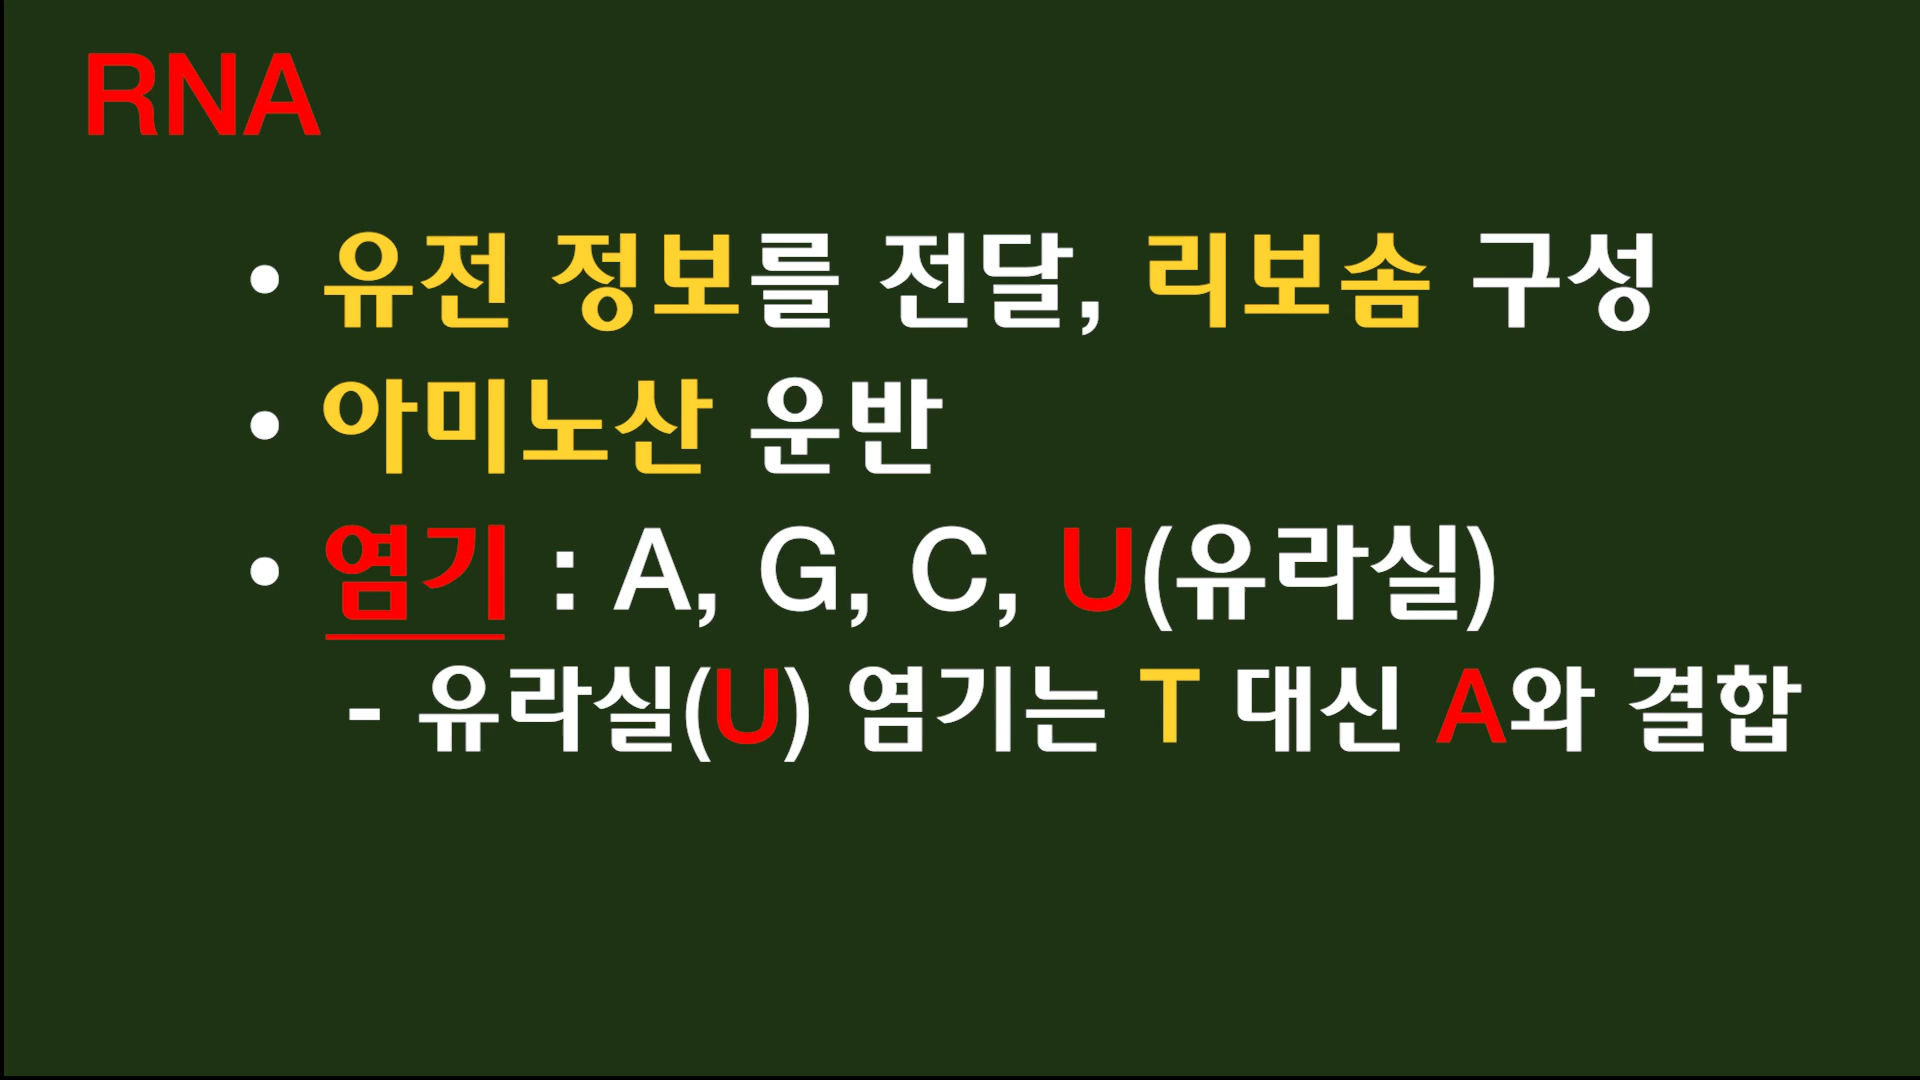 RNA
• 유전 정보를 전달, 리보솜 구성
• 아미노산 운반
• 염기 : A, G, C, U(유라실)
- 유라실(U) 염기는 T 대신 A와 결합